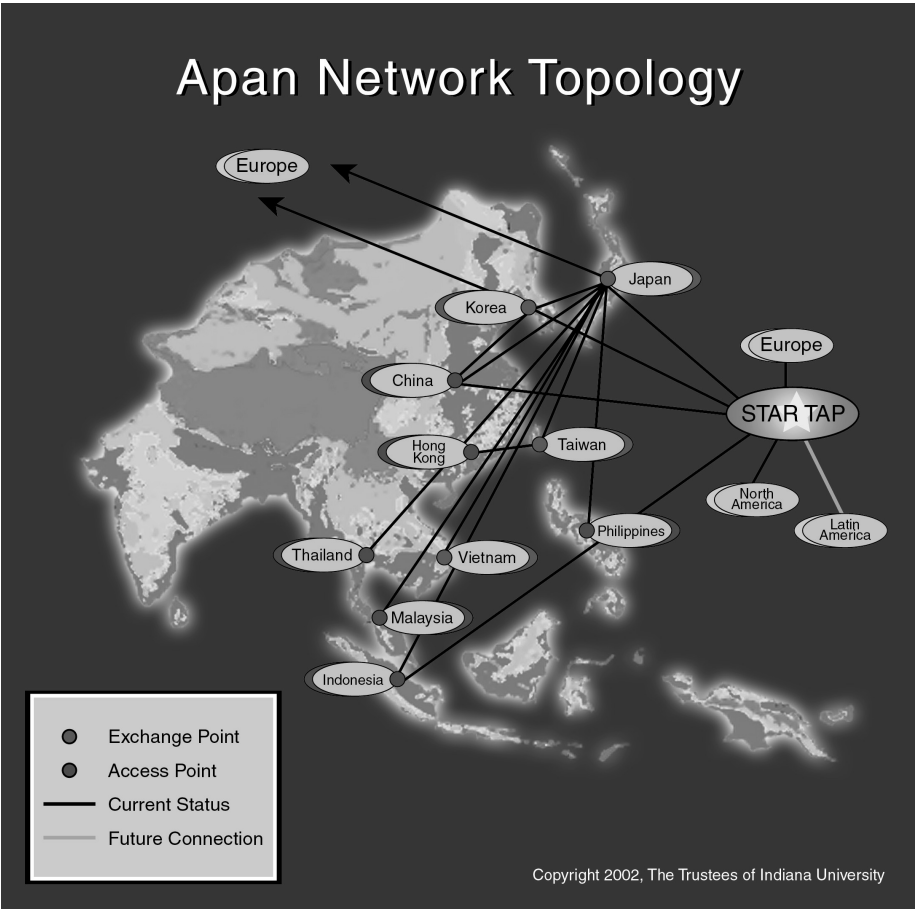 Apan Network Topology
Europe
Japan
Korea
Europe
China
STAR TAP
Hong
Kong
Taiwan
North
America
Latin
America
Philippines
Thailand
Vietnam
Malaysia
Indonesia
Exchange Point
Access Point
Current Status
Future Connection
Copyright 2002, The Trustees of Indiana University